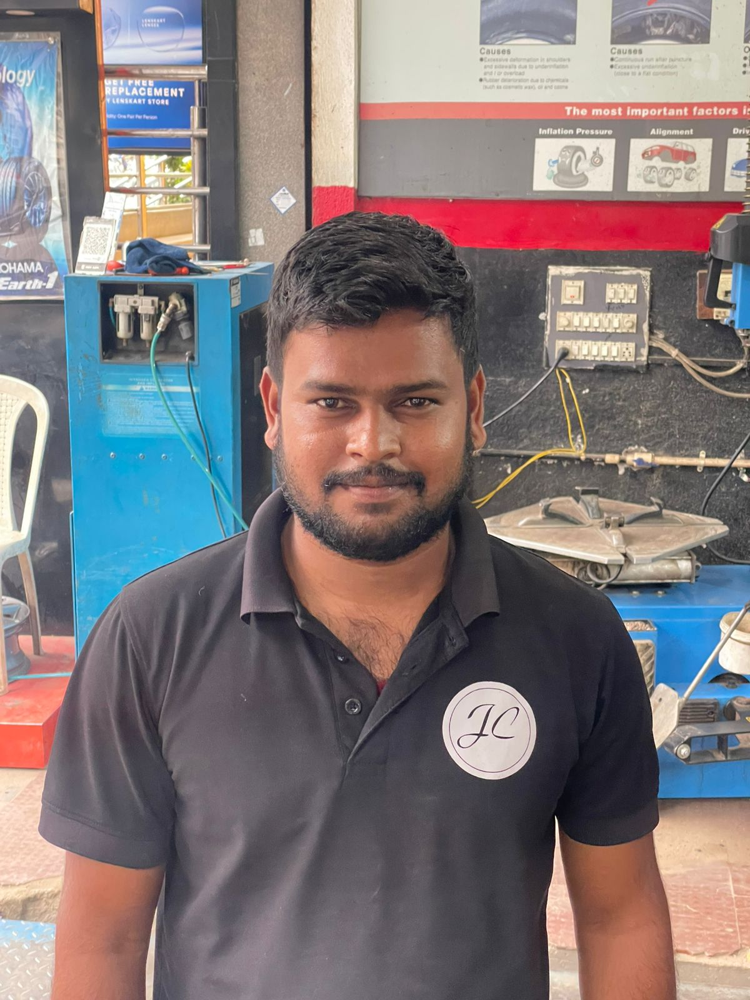 ology
OHAMA
Earth-1
LENSKART
LENSES
GET FREE
REPLACEMENT
Y LENSKART STORE
One Pair Per Person
Causes
Excessive deformation in shoulders
and sidewalls due to underinflation
and / or overload
Rubber deterioration due to chemicals
(such as cosmetic wax), oil and ozone
Causes
Continuous run after puncture
Excessive underinflation
(close to a flat condition)
The most important factors i
Inflation Pressure
Alignment
Driv
JC